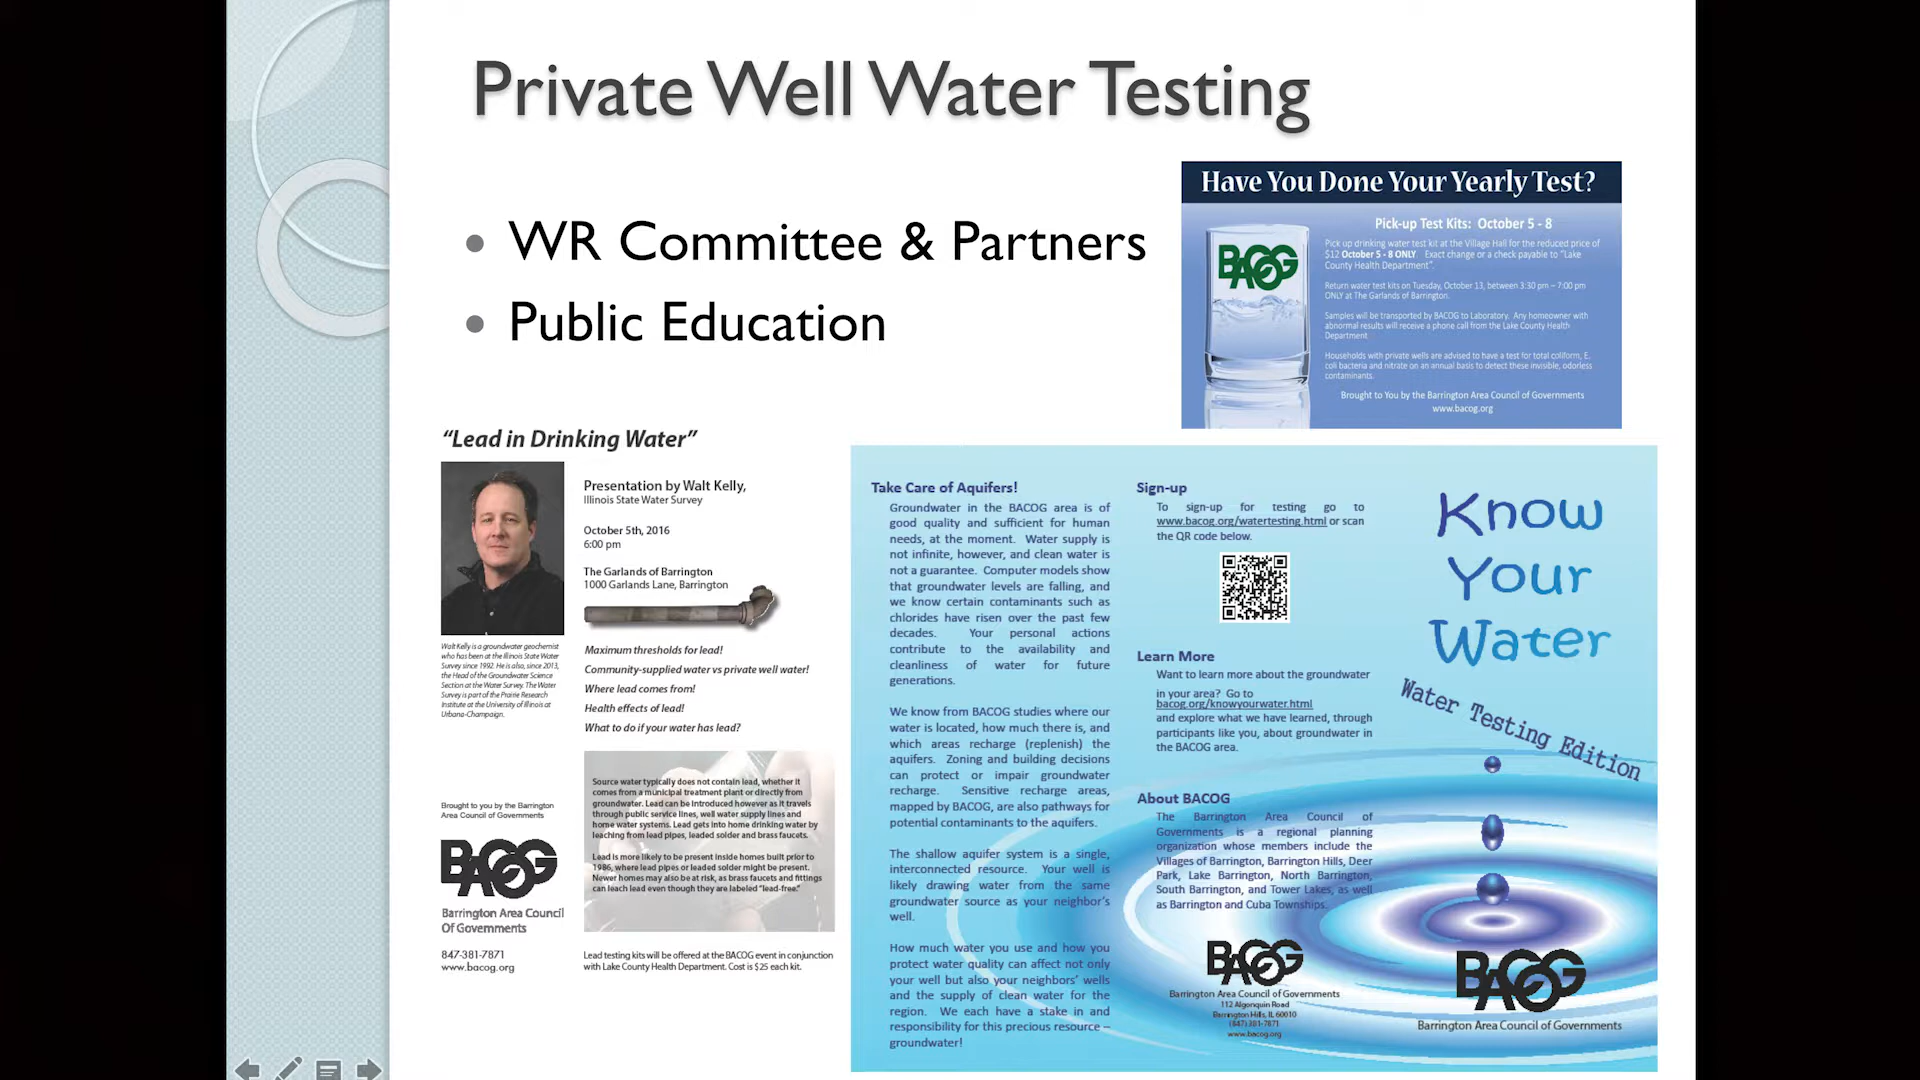 Private Well Water Testing
• WR Committee & Partners
• Public Education
Have You Done Your Yearly Test?
Pick-up Test Kits: October 5 - 8
Pick up drinking water test kit at the Village Hall for the reduced price of
$12 October 5 - 8 ONLY. Exact change or a check payable to "Lake
County Health Department".
Return water test kits on Tuesday, October 13, between 3:30 pm – 7:00 pm
ONLY at The Garlands of Barrington.
Samples will be transported by BACOG to Laboratory. Any homeowner with
abnormal results will receive a phone call from the Lake County Health
Department
Households with private wells are advised to have a test for total coliform, E.
coli bacteria and nitrate on an annual basis to detect these invisible, odorless
contaminants.
Brought to You by the Barrington Area Council of Governments
www.bacog.org
BACOG
"Lead in Drinking Water"
Presentation by Walt Kelly,
Illinois State Water Survey
October 5th, 2016
6:00 pm
The Garlands of Barrington
1000 Garlands Lane, Barrington
Walt Kelly is a groundwater geochemist
who has been at the Illinois State Water
Survey since 1992. He is also, since 2013,
the Head of the Groundwater Science
Section at the Water Survey. The Water
Survey is part of the Prairie Research
Institute at the University of Illinois at
Urbana-Champaign.
Maximum thresholds for lead!
Community-supplied water vs private well water!
Where lead comes from!
Health effects of lead!
What to do if your water has lead?
Source water typically does not contain lead, whether it
comes from a municipal treatment plant or directly from
groundwater. Lead can be introduced however as it travels
through public service lines, well water supply lines and
home water systems. Lead gets into home drinking water by
leaching from lead pipes, leaded solder and brass faucets.
Lead is more likely to be present inside homes built prior to
1986, where lead pipes or leaded solder might be present.
Newer homes may also be at risk, as brass faucets and fittings
can leach lead even though they are labeled "lead-free."
Brought to you by the Barrington
Area Council of Governments
BACOG
Barrington Area Council
Of Governments
847-381-7871
www.bacog.org
Lead testing kits will be offered at the BACOG event in conjunction
with Lake County Health Department. Cost is $25 each kit.
Take Care of Aquifers!
Groundwater in the BACOG area is of
good quality and sufficient for human
needs, at the moment. Water supply is
not infinite, however, and clean water is
not a guarantee. Computer models show
that groundwater levels are falling, and
we know certain contaminants such as
chlorides have risen over the past few
decades. Your personal actions
contribute to the availability and
cleanliness of water for future
generations.
We know from BACOG studies where our
water is located, how much there is, and
which areas recharge (replenish) the
aquifers. Zoning and building decisions
can protect or impair groundwater
recharge. Sensitive recharge areas,
mapped by BACOG, are also pathways for
potential contaminants to the aquifers.
The shallow aquifer system is a single,
interconnected resource. Your well is
likely drawing water from the same
groundwater source as your neighbor's
well.
How much water you use and how you
protect water quality can affect not only
your well but also your neighbors' wells
and the supply of clean water for the
region. We each have a stake in and
responsibility for this precious resource –
groundwater!
Sign-up
To sign-up for testing go to
www.bacog.org/watertesting.html or scan
the QR code below.
Learn More
Want to learn more about the groundwater
in your area? Go to
bacog.org/knowyourwater.html
and explore what we have learned, through
participants like you, about groundwater in
the BACOG area.
About BACOG
The Barrington Area Council of
Governments is a regional planning
organization whose members include the
Villages of Barrington, Barrington Hills, Deer
Park, Lake Barrington, North Barrington,
South Barrington, and Tower Lakes, as well
as Barrington and Cuba Townships.
BACOG
Barrington Area Council of Governments
112 Algonquin Road
Barrington Hills, IL 60010
(847) 381-7871
www.bacog.org
Know
Your
Water
Water Testing Edition
BACOG
Barrington Area Council of Governments